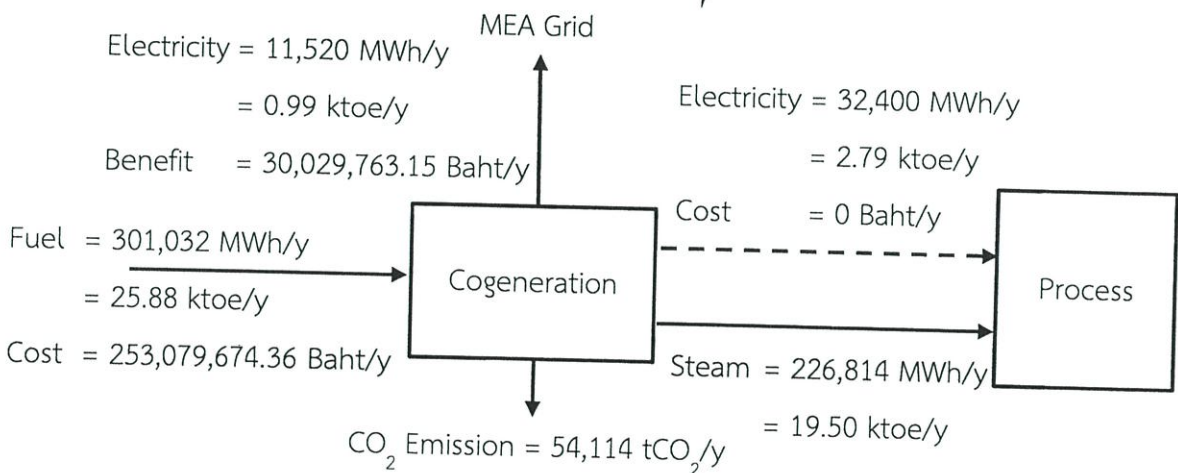 MEA Grid
Electricity = 11,520 MWh/y
= 0.99 ktoe/y
Benefit = 30,029,763.15 Baht/y
Electricity = 32,400 MWh/y
= 2.79 ktoe/y
Cost = 0 Baht/y
Fuel = 301,032 MWh/y
= 25.88 ktoe/y
Cost = 253,079,674.36 Baht/y
Cogeneration
Process
Steam = 226,814 MWh/y
= 19.50 ktoe/y
CO₂ Emission = 54,114 tCO₂/y